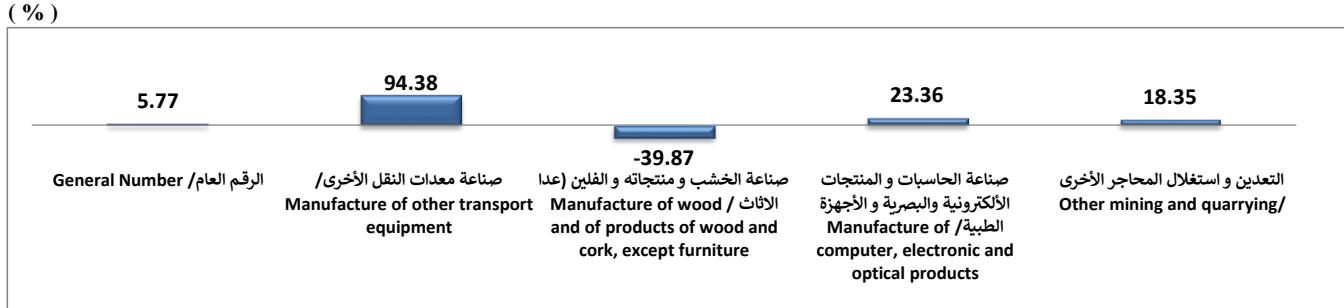 ( % )
5.77
94.38
-39.87
23.36
18.35
الرقم العام/ General Number
صناعة معدات النقل الأخرى/
Manufacture of other transport
equipment
صناعة الخشب و منتجاته و الفلين (عدا
الاثاث / Manufacture of wood
and of products of wood and
cork, except furniture
صناعة الحاسبات و المنتجات
الألكترونية والبصرية و الأجهزة
الطبية/ Manufacture of
computer, electronic and
optical products
التعدين و استغلال المحاجر الأخرى
Other mining and quarrying/